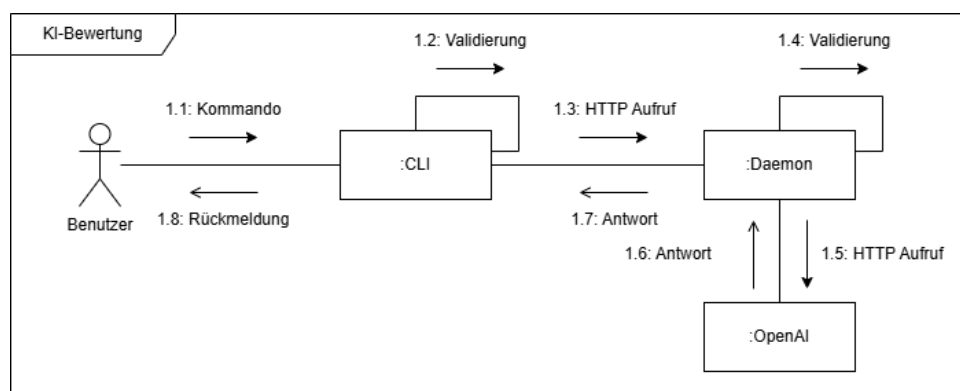 KI-Bewertung
1.2: Validierung
1.4: Validierung
1.1: Kommando
1.3: HTTP Aufruf
:CLI
:Daemon
Benutzer
1.8: Rückmeldung
1.7: Antwort
1.6: Antwort
1.5: HTTP Aufruf
:OpenAI